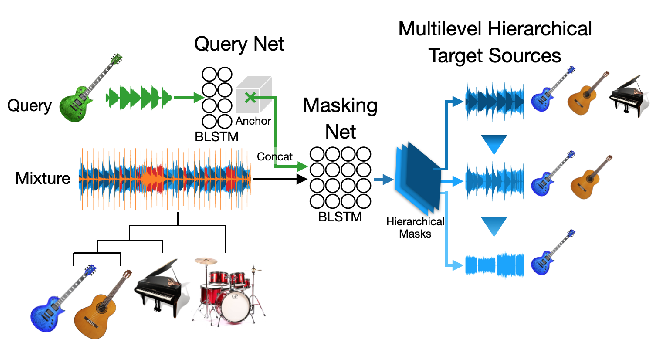 Query Net
Multilevel Hierarchical
Target Sources
Query
BLSTM
Anchor
Masking
Net
Concat
Mixture
BLSTM
Hierarchical
Masks